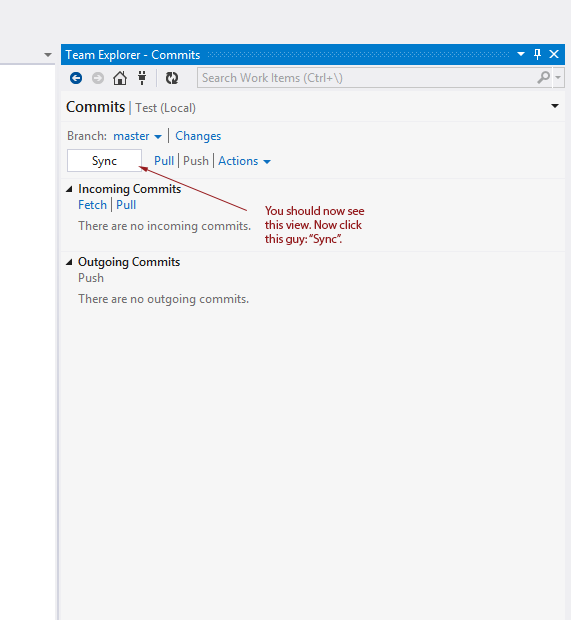 Team Explorer - Commits
Search Work Items (Ctrl+\)
Commits | Test (Local)
Branch: master | Changes
Sync Pull | Push | Actions
Incoming Commits
Fetch | Pull
There are no incoming commits.
You should now see
this view. Now click
this guy: “Sync”.
Outgoing Commits
Push
There are no outgoing commits.